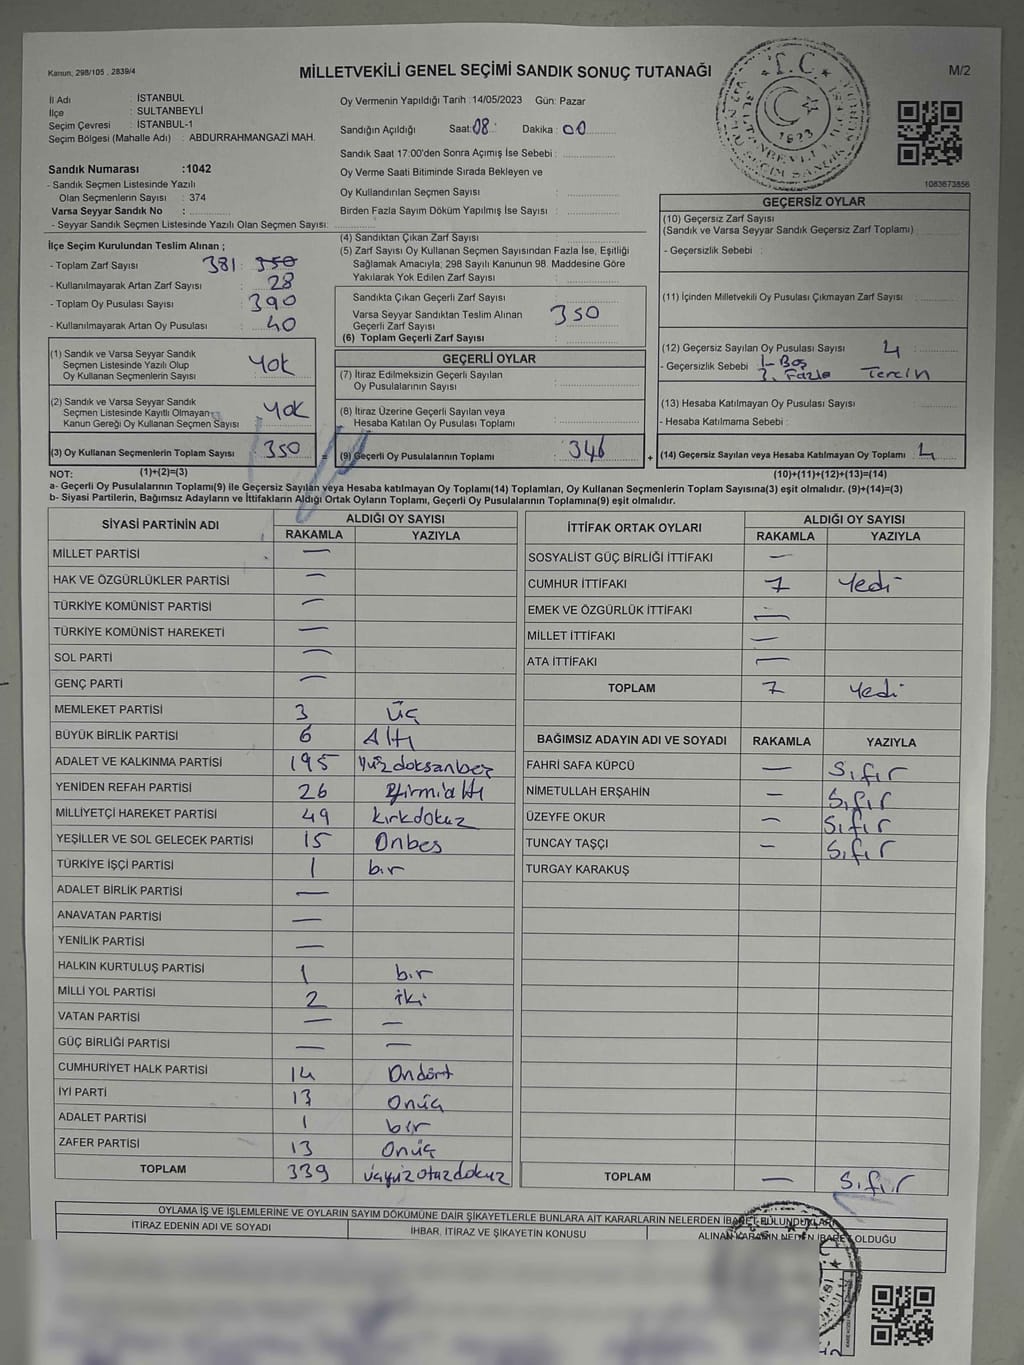 Kanun, 298/105 , 2839/4
MİLLETVEKİLİ GENEL SEÇİMİ SANDIK SONUÇ TUTANAĞI
M/2
T.C.
1923
1083673856
İl Adı : İSTANBUL
İlçe : SULTANBEYLİ
Seçim Çevresi : İSTANBUL-1
Seçim Bölgesi (Mahalle Adı) : ABDURRAHMANGAZİ MAH.
Sandık Numarası :1042
- Sandık Seçmen Listesinde Yazılı
Olan Seçmenlerin Sayısı : 374
Varsa Seyyar Sandık No :
- Seyyar Sandık Seçmen Listesinde Yazılı Olan Seçmen Sayısı:
Oy Vermenin Yapıldığı Tarih :14/05/2023 Gün: Pazar
Sandığın Açıldığı Saat:08: Dakika : 00
Sandık Saat 17:00'den Sonra Açımış İse Sebebi :
Oy Verme Saati Bitiminde Sırada Bekleyen ve
Oy Kullandırılan Seçmen Sayısı :
Birden Fazla Sayım Döküm Yapılmış İse Sayısı :
İlçe Seçim Kurulundan Teslim Alınan ;
- Toplam Zarf Sayısı 381 : 350
- Kullanılmayarak Artan Zarf Sayısı : 28
- Toplam Oy Pusulası Sayısı : 390
- Kullanılmayarak Artan Oy Pusulası : 40
(1) Sandık ve Varsa Seyyar Sandık
Seçmen Listesinde Yazılı Olup
Oy Kullanan Seçmenlerin Sayısı : Yok
(2) Sandık ve Varsa Seyyar Sandık
Seçmen Listesinde Kayıtlı Olmayan
Kanun Gereği Oy Kullanan Seçmen Sayısı : Yok
(3) Oy Kullanan Seçmenlerin Toplam Sayısı : 350
(4) Sandıktan Çıkan Zarf Sayısı :
(5) Zarf Sayısı Oy Kullanan Seçmen Sayısından Fazla İse, Eşitliği
Sağlamak Amacıyla; 298 Sayılı Kanunun 98. Maddesine Göre
Yakılarak Yok Edilen Zarf Sayısı :
Sandıkta Çıkan Geçerli Zarf Sayısı
Varsa Seyyar Sandıktan Teslim Alınan
Geçerli Zarf Sayısı : 350
(6) Toplam Geçerli Zarf Sayısı
GEÇERLİ OYLAR
(7) İtiraz Edilmeksizin Geçerli Sayılan
Oy Pusulalarının Sayısı :
(8) İtiraz Üzerine Geçerli Sayılan veya
Hesaba Katılan Oy Pusulası Toplamı :
= (9) Geçerli Oy Pusulalarının Toplamı : 346 +
GEÇERSİZ OYLAR
(10) Geçersiz Zarf Sayısı
(Sandık ve Varsa Seyyar Sandık Geçersiz Zarf Toplamı) :
- Geçersizlik Sebebi :
(11) İçinden Milletvekili Oy Pusulası Çıkmayan Zarf Sayısı :
(12) Geçersiz Sayılan Oy Pusulası Sayısı : 4
- Geçersizlik Sebebi : 1- Boş
3. Fazla Tercih
(13) Hesaba Katılmayan Oy Pusulası Sayısı :
- Hesaba Katılmama Sebebi :
(14) Geçersiz Sayılan veya Hesaba Katılmayan Oy Toplamı : 4
NOT: (1)+(2)=(3)
(10)+(11)+(12)+(13)=(14)
a- Geçerli Oy Pusulalarının Toplamı(9) ile Geçersiz Sayılan veya Hesaba katılmayan Oy Toplamı(14) Toplamları, Oy Kullanan Seçmenlerin Toplam Sayısına(3) eşit olmalıdır. (9)+(14)=(3)
b- Siyasi Partilerin, Bağımsız Adayların ve İttifakların Aldığı Ortak Oyların Toplamı, Geçerli Oy Pusulalarının Toplamına(9) eşit olmalıdır.
SİYASİ PARTİNİN ADI ALDIĞI OY SAYISI
RAKAMLA YAZIYLA
MİLLET PARTİSİ —
HAK VE ÖZGÜRLÜKLER PARTİSİ —
TÜRKİYE KOMÜNİST PARTİSİ —
TÜRKİYE KOMÜNİST HAREKETİ —
SOL PARTİ —
GENÇ PARTİ —
MEMLEKET PARTİSİ 3 Üç
BÜYÜK BİRLİK PARTİSİ 6 Altı
ADALET VE KALKINMA PARTİSİ 195 Yüzdoksanbeş
YENİDEN REFAH PARTİSİ 26 Yirmialtı
MİLLİYETÇİ HAREKET PARTİSİ 49 kırkdokuz
YEŞİLLER VE SOL GELECEK PARTİSİ 15 Onbeş
TÜRKİYE İŞÇİ PARTİSİ 1 bir
ADALET BİRLİK PARTİSİ —
ANAVATAN PARTİSİ —
YENİLİK PARTİSİ —
HALKIN KURTULUŞ PARTİSİ 1 bir
MİLLİ YOL PARTİSİ 2 iki
VATAN PARTİSİ — —
GÜÇ BİRLİĞİ PARTİSİ — —
CUMHURİYET HALK PARTİSİ 14 Ondört
İYİ PARTİ 13 Onüç
ADALET PARTİSİ 1 bir
ZAFER PARTİSİ 13 Onüç
TOPLAM 339 üçyüzotuzdokuz
İTTİFAK ORTAK OYLARI ALDIĞI OY SAYISI
RAKAMLA YAZIYLA
SOSYALİST GÜÇ BİRLİĞİ İTTİFAKI —
CUMHUR İTTİFAKI 7 Yedi
EMEK VE ÖZGÜRLÜK İTTİFAKI —
MİLLET İTTİFAKI —
ATA İTTİFAKI —
TOPLAM 7 Yedi
BAĞIMSIZ ADAYIN ADI VE SOYADI RAKAMLA YAZIYLA
FAHRİ SAFA KÜPCÜ — Sıfır
NİMETULLAH ERŞAHİN — Sıfır
ÜZEYFE OKUR — Sıfır
TUNCAY TAŞÇI — Sıfır
TURGAY KARAKUŞ
TOPLAM — Sıfır
OYLAMA İŞ VE İŞLEMLERİNE VE OYLARIN SAYIM DÖKÜMÜNE DAİR ŞİKAYETLERLE BUNLARA AİT KARARLARIN NELERDEN İBARET BULUNDUKLARI
İTİRAZ EDENİN ADI VE SOYADI İHBAR, İTİRAZ VE ŞİKAYETİN KONUSU ALINAN KARARIN NEDEN İBARET OLDUĞU